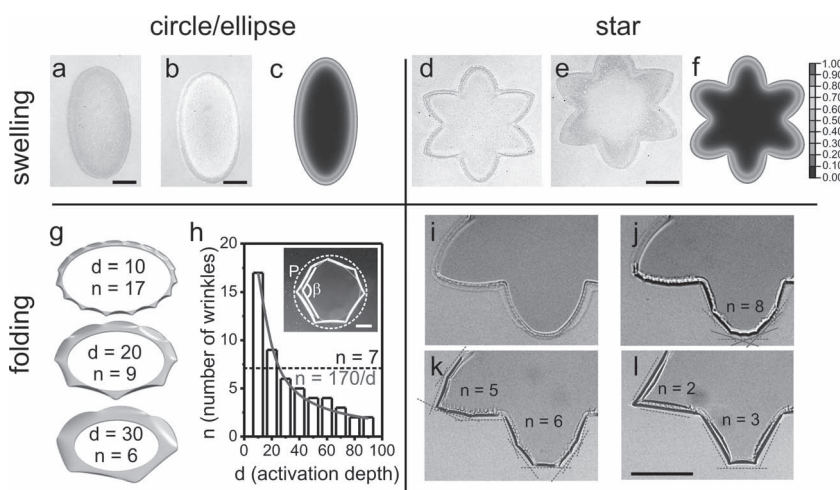 circle/ellipse
star
swelling
a
b
c
d
e
f
1.00
0.90
0.80
0.70
0.60
0.50
0.40
0.30
0.20
0.10
0.00
folding
g
d = 10
n = 17
d = 20
n = 9
d = 30
n = 6
h
n (number of wrinkles)
20
15
10
5
0
P
β
n = 7
n = 170/d
0 20 40 60 80 100
d (activation depth)
i
j
n = 8
k
n = 5
n = 6
l
n = 2
n = 3